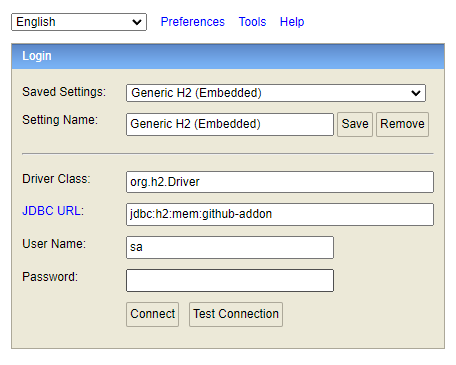 English Preferences Tools Help
Login
Saved Settings: Generic H2 (Embedded)
Setting Name: Generic H2 (Embedded) Save Remove
Driver Class: org.h2.Driver
JDBC URL: jdbc:h2:mem:github-addon
User Name: sa
Password:
Connect Test Connection